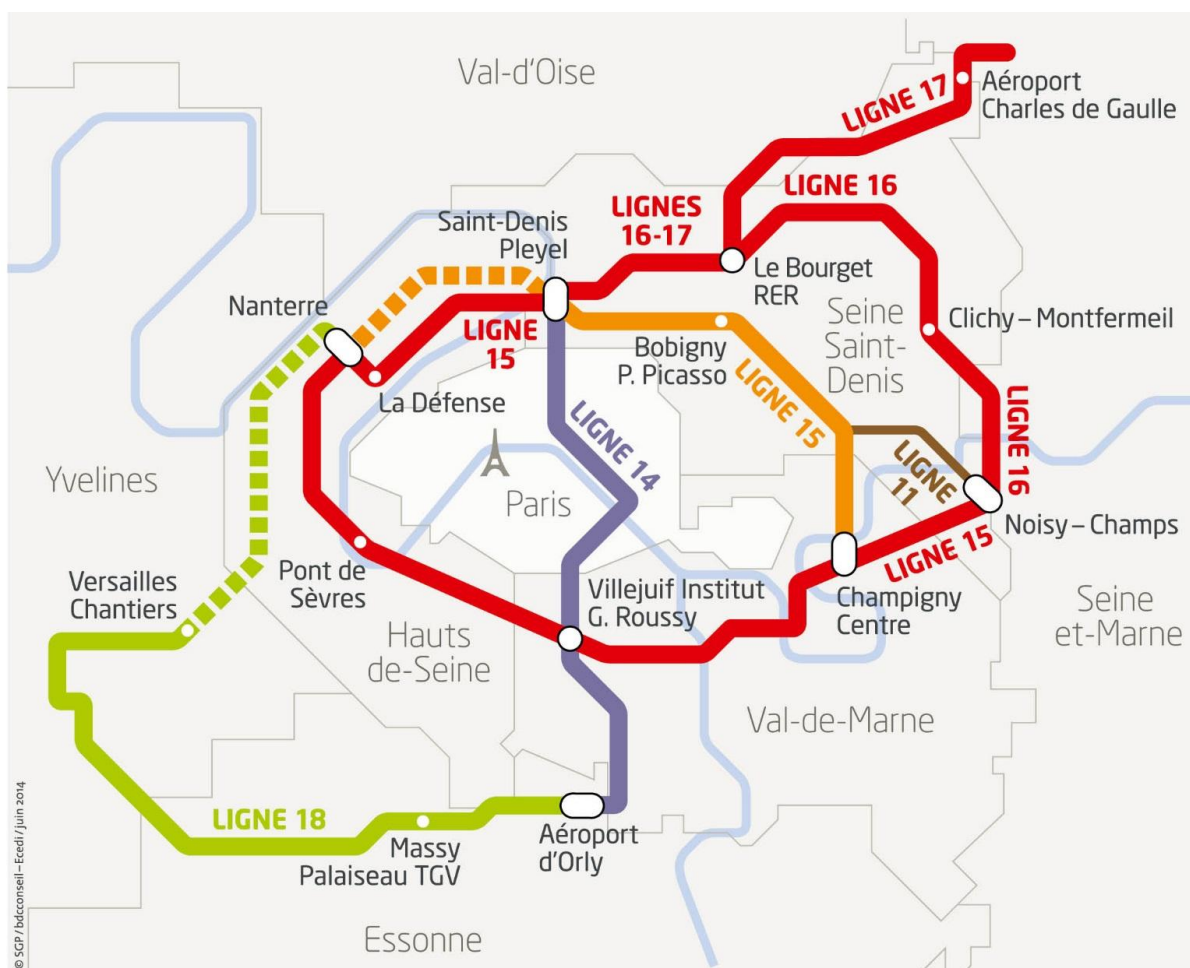 Val-d'Oise
Aéroport
Charles de Gaulle
LIGNE 17
LIGNE 16
LIGNES
16-17
Saint-Denis
Pleyel
Le Bourget
RER
Nanterre
LIGNE
15
Bobigny
P. Picasso
Seine
Saint-
Denis
Clichy – Montfermeil
La Défense
LIGNE 14
LIGNE 15
LIGNE
11
LIGNE 16
Yvelines
Paris
Noisy – Champs
LIGNE 15
Pont de
Sèvres
Villejuif Institut
G. Roussy
Champigny
Centre
Versailles
Chantiers
Hauts
de-Seine
Seine
et-Marne
Val-de-Marne
LIGNE 18
Massy
Palaiseau TGV
Aéroport
d'Orly
Essonne
© SGP / bdcconseil – Ecedi / juin 2014